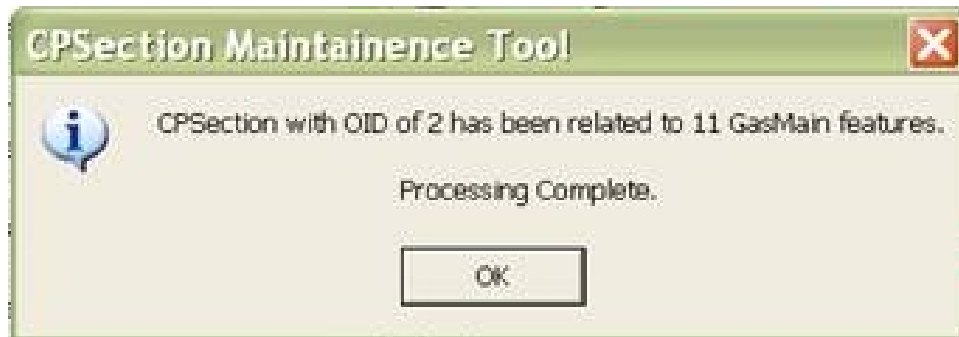 CPSection Maintainence Tool
CPSection with OID of 2 has been related to 11 GasMain features.
Processing Complete.
OK